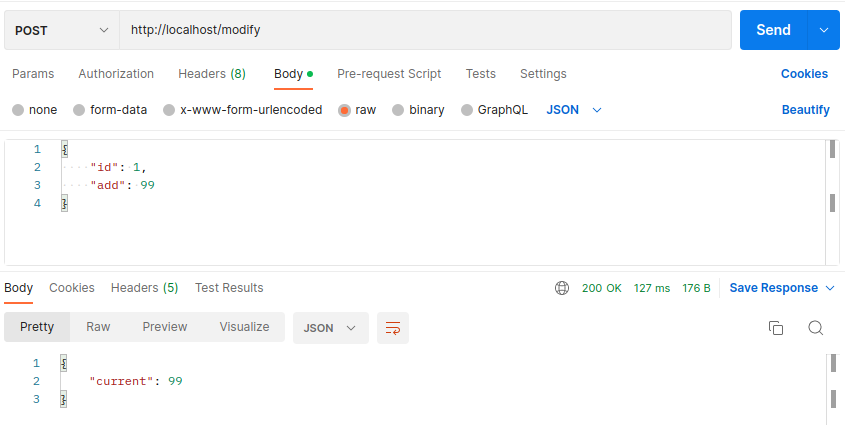 POST http://localhost/modify Send
Params Authorization Headers (8) Body Pre-request Script Tests Settings Cookies
none form-data x-www-form-urlencoded raw binary GraphQL JSON Beautify
1 {
2 "id": 1,
3 "add": 99
4 }
Body Cookies Headers (5) Test Results 200 OK 127 ms 176 B Save Response
Pretty Raw Preview Visualize JSON
1 {
2 "current": 99
3 }